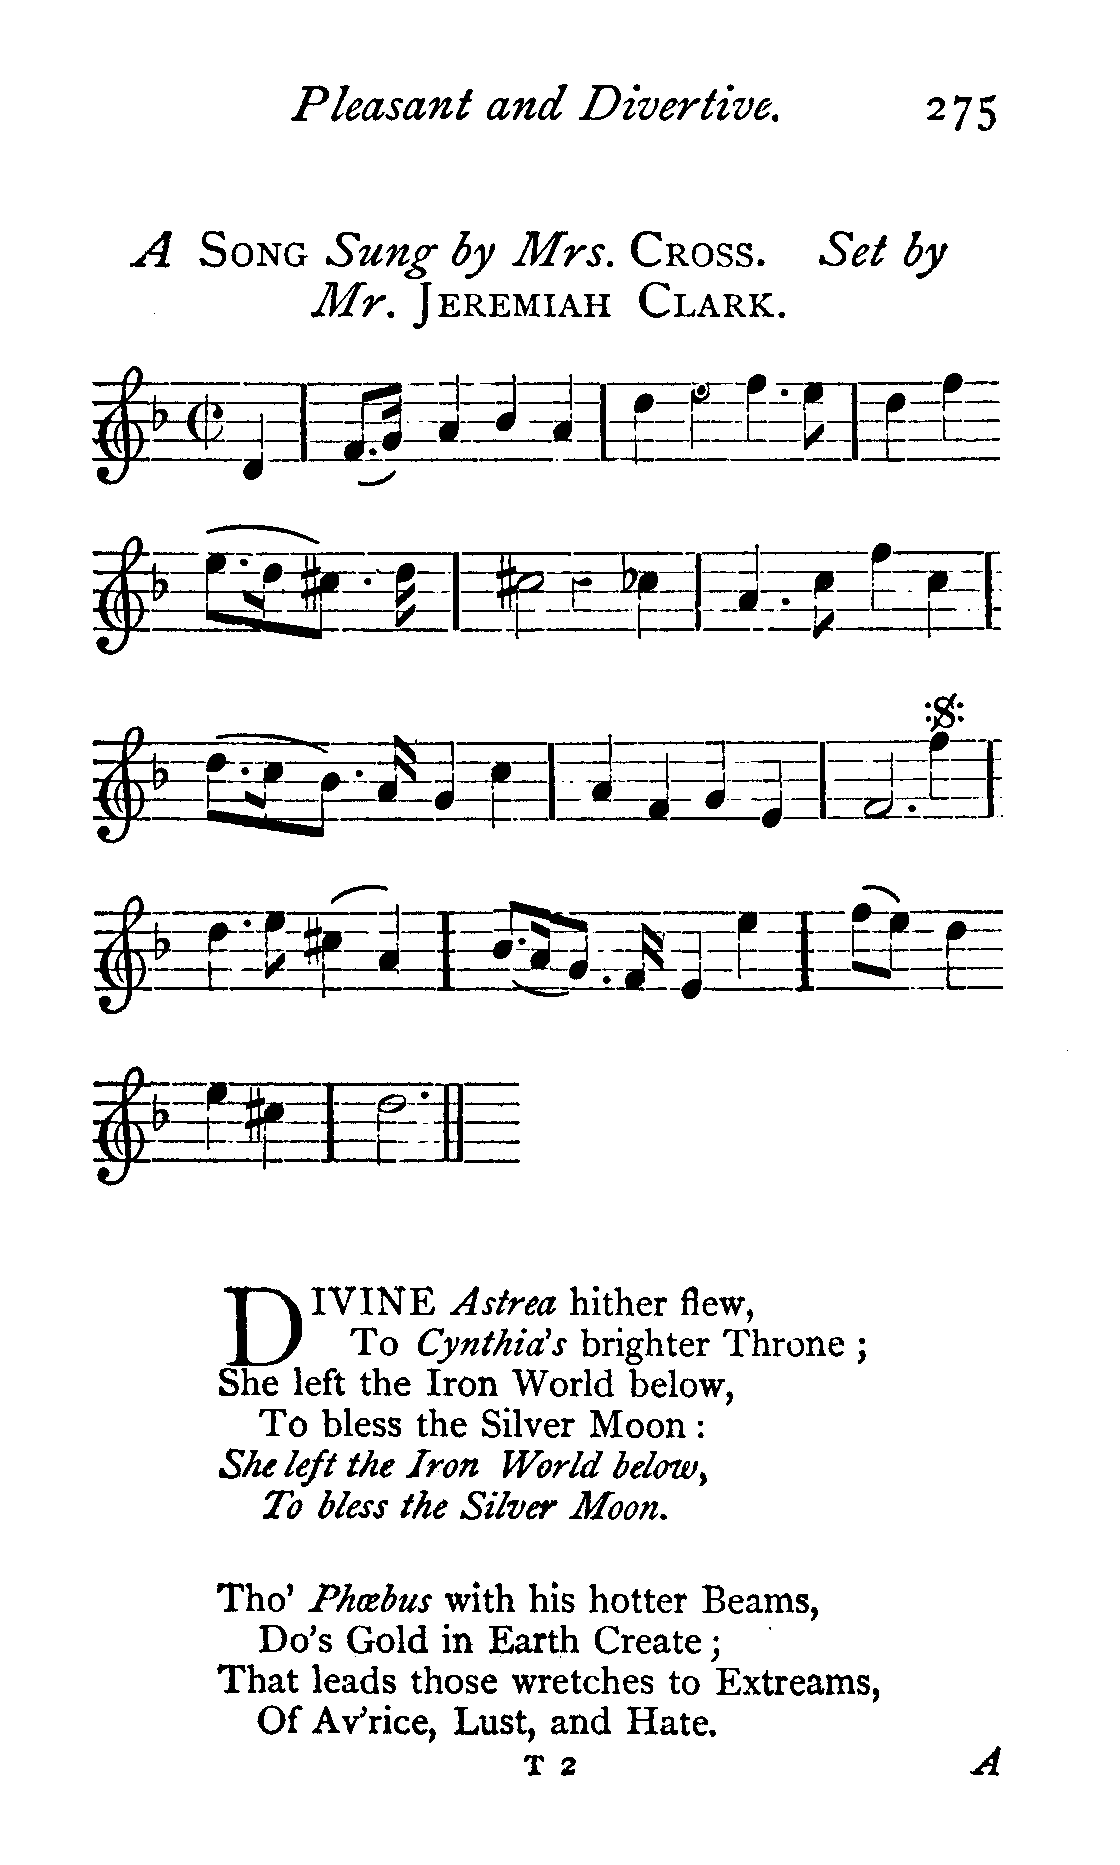 Pleasant and Divertive. 275
A SONG Sung by Mrs. CROSS. Set by
Mr. JEREMIAH CLARK.
DIVINE Astrea hither flew,
To Cynthia's brighter Throne ;
She left the Iron World below,
To bless the Silver Moon :
She left the Iron World below,
To bless the Silver Moon.
Tho' Phœbus with his hotter Beams,
Do's Gold in Earth Create ;
That leads those wretches to Extreams,
Of Av'rice, Lust, and Hate.
T 2 A